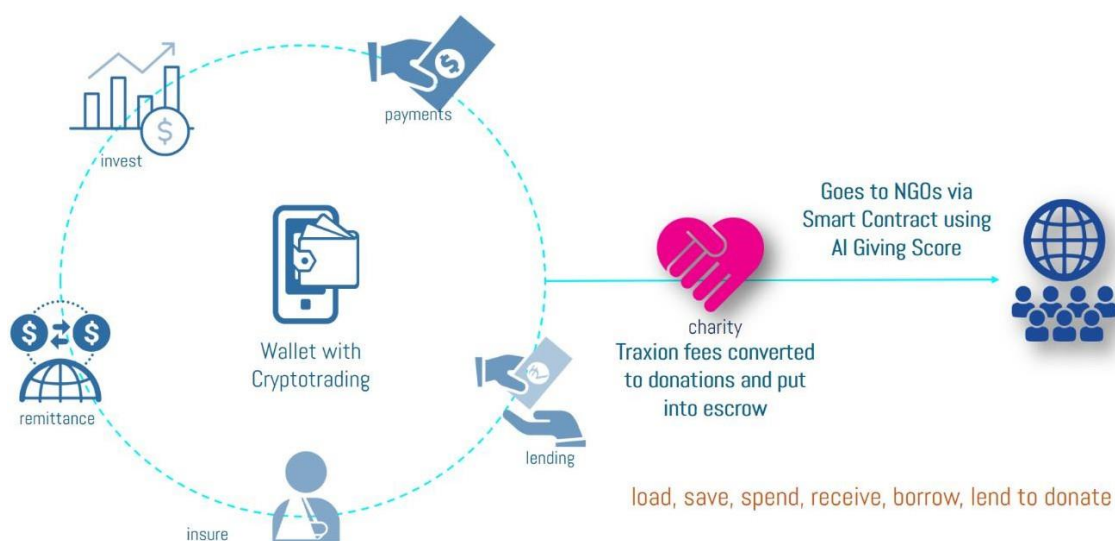 payments
invest
Goes to NGOs via
Smart Contract using
AI Giving Score
$
$
$ $
Wallet with
Cryptotrading
charity
Traxion fees converted
to donations and put
into escrow
remittance
lending
load, save, spend, receive, borrow, lend to donate
insure